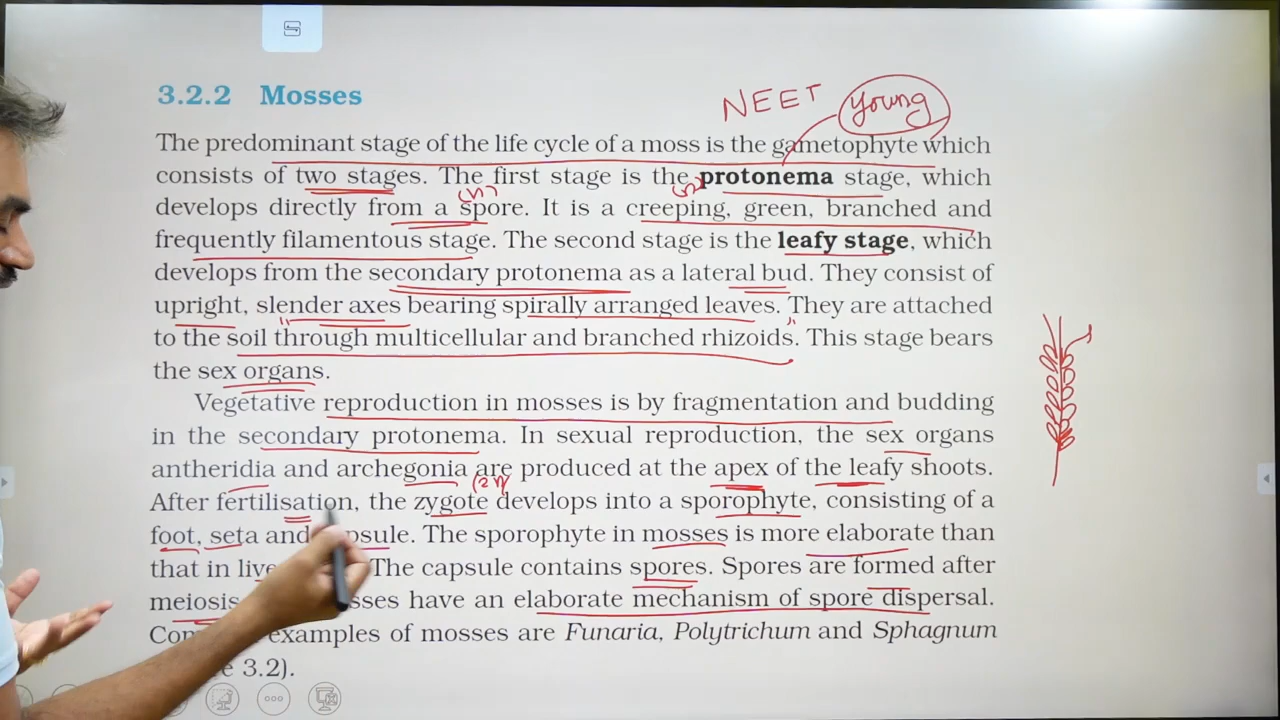 3.2.2 Mosses
NEET young
The predominant stage of the life cycle of a moss is the gametophyte which
consists of two stages. The first stage is the protonema stage, which
(n) (n)
develops directly from a spore. It is a creeping, green, branched and
frequently filamentous stage. The second stage is the leafy stage, which
develops from the secondary protonema as a lateral bud. They consist of
upright, slender axes bearing spirally arranged leaves. They are attached
to the soil through multicellular and branched rhizoids. This stage bears
the sex organs.
Vegetative reproduction in mosses is by fragmentation and budding
in the secondary protonema. In sexual reproduction, the sex organs
antheridia and archegonia are produced at the apex of the leafy shoots.
(2n)
After fertilisation, the zygote develops into a sporophyte, consisting of a
foot, seta and psule. The sporophyte in mosses is more elaborate than
that in live The capsule contains spores. Spores are formed after
meiosis sses have an elaborate mechanism of spore dispersal.
Com examples of mosses are Funaria, Polytrichum and Sphagnum
e 3.2).